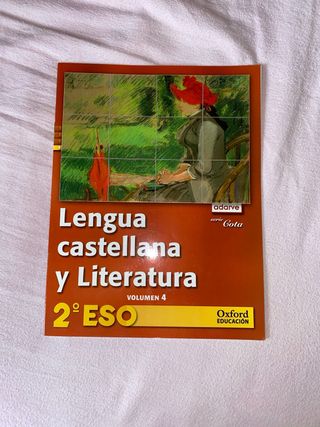 adarve
serie Cota
Lengua
castellana
y Literatura
VOLUMEN 4
2º ESO
Oxford
EDUCACIÓN